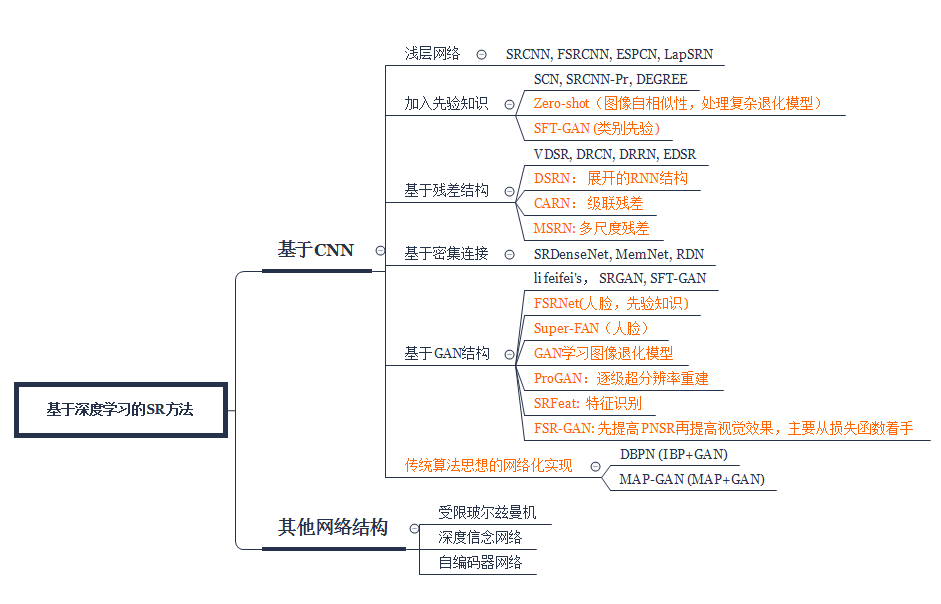 浅层网络
SRCNN, FSRCNN, ESPCN, LapSRN
SCN, SRCNN-Pr, DEGREE
加入先验知识
Zero-shot（图像自相似性，处理复杂退化模型）
SFT-GAN (类别先验)
VDSR, DRCN, DRRN, EDSR
DSRN： 展开的RNN结构
基于残差结构
CARN： 级联残差
MSRN: 多尺度残差
基于CNN
基于密集连接
SRDenseNet, MemNet, RDN
li feifei's， SRGAN, SFT-GAN
FSRNet(人脸，先验知识)
Super-FAN（人脸）
基于GAN结构
GAN学习图像退化模型
ProGAN：逐级超分辨率重建
SRFeat: 特征识别
基于深度学习的SR方法
FSR-GAN: 先提高PNSR再提高视觉效果，主要从损失函数着手
传统算法思想的网络化实现
DBPN (IBP+GAN)
MAP-GAN (MAP+GAN)
其他网络结构
受限玻尔兹曼机
深度信念网络
自编码器网络